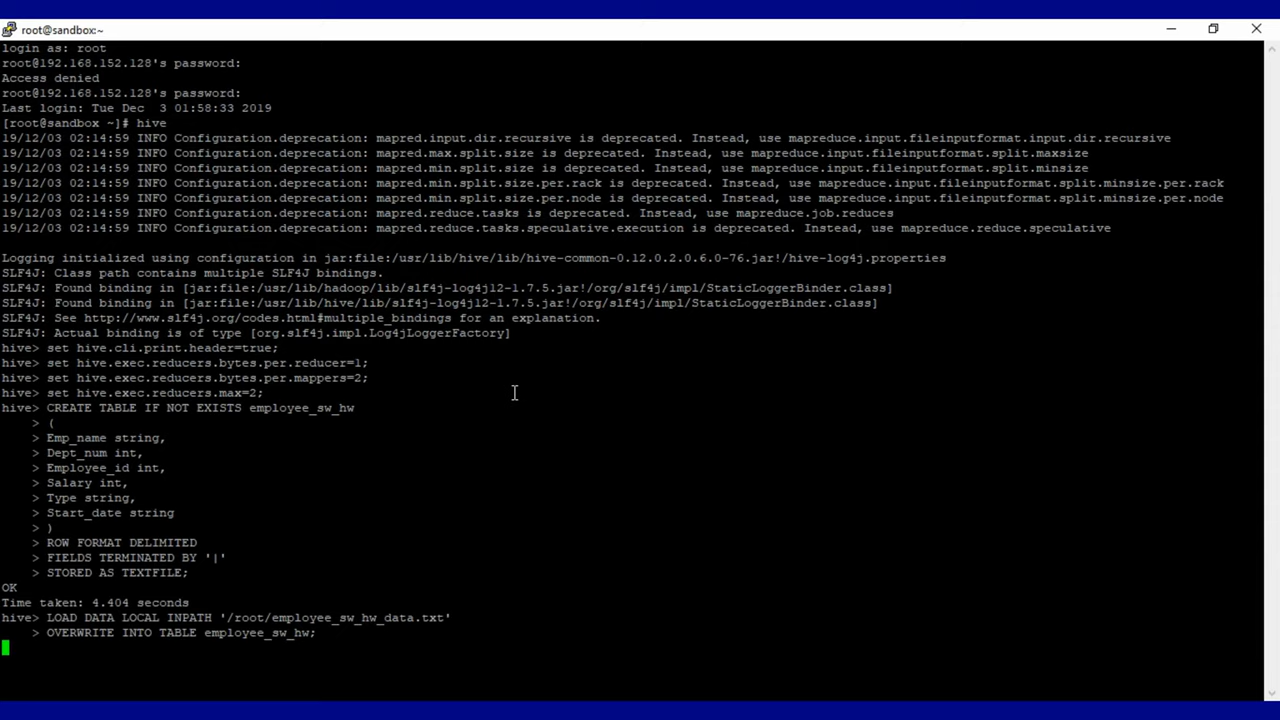 root@sandbox:~
login as: root
root@192.168.152.128's password:
Access denied
root@192.168.152.128's password:
Last login: Tue Dec  3 01:58:33 2019
[root@sandbox ~]# hive
19/12/03 02:14:59 INFO Configuration.deprecation: mapred.input.dir.recursive is deprecated. Instead, use mapreduce.input.fileinputformat.input.dir.recursive
19/12/03 02:14:59 INFO Configuration.deprecation: mapred.max.split.size is deprecated. Instead, use mapreduce.input.fileinputformat.split.maxsize
19/12/03 02:14:59 INFO Configuration.deprecation: mapred.min.split.size is deprecated. Instead, use mapreduce.input.fileinputformat.split.minsize
19/12/03 02:14:59 INFO Configuration.deprecation: mapred.min.split.size.per.rack is deprecated. Instead, use mapreduce.input.fileinputformat.split.minsize.per.rack
19/12/03 02:14:59 INFO Configuration.deprecation: mapred.min.split.size.per.node is deprecated. Instead, use mapreduce.input.fileinputformat.split.minsize.per.node
19/12/03 02:14:59 INFO Configuration.deprecation: mapred.reduce.tasks is deprecated. Instead, use mapreduce.job.reduces
19/12/03 02:14:59 INFO Configuration.deprecation: mapred.reduce.tasks.speculative.execution is deprecated. Instead, use mapreduce.reduce.speculative
Logging initialized using configuration in jar:file:/usr/lib/hive/lib/hive-common-0.12.0.2.0.6.0-76.jar!/hive-log4j.properties
SLF4J: Class path contains multiple SLF4J bindings.
SLF4J: Found binding in [jar:file:/usr/lib/hadoop/lib/slf4j-log4j12-1.7.5.jar!/org/slf4j/impl/StaticLoggerBinder.class]
SLF4J: Found binding in [jar:file:/usr/lib/hive/lib/slf4j-log4j12-1.7.5.jar!/org/slf4j/impl/StaticLoggerBinder.class]
SLF4J: See http://www.slf4j.org/codes.html#multiple_bindings for an explanation.
SLF4J: Actual binding is of type [org.slf4j.impl.Log4jLoggerFactory]
hive> set hive.cli.print.header=true;
hive> set hive.exec.reducers.bytes.per.reducer=1;
hive> set hive.exec.reducers.bytes.per.mappers=2;
hive> set hive.exec.reducers.max=2;
hive> CREATE TABLE IF NOT EXISTS employee_sw_hw
> (
> Emp_name string,
> Dept_num int,
> Employee_id int,
> Salary int,
> Type string,
> Start_date string
> )
> ROW FORMAT DELIMITED
> FIELDS TERMINATED BY '|'
> STORED AS TEXTFILE;
OK
Time taken: 4.404 seconds
hive> LOAD DATA LOCAL INPATH '/root/employee_sw_hw_data.txt'
> OVERWRITE INTO TABLE employee_sw_hw;